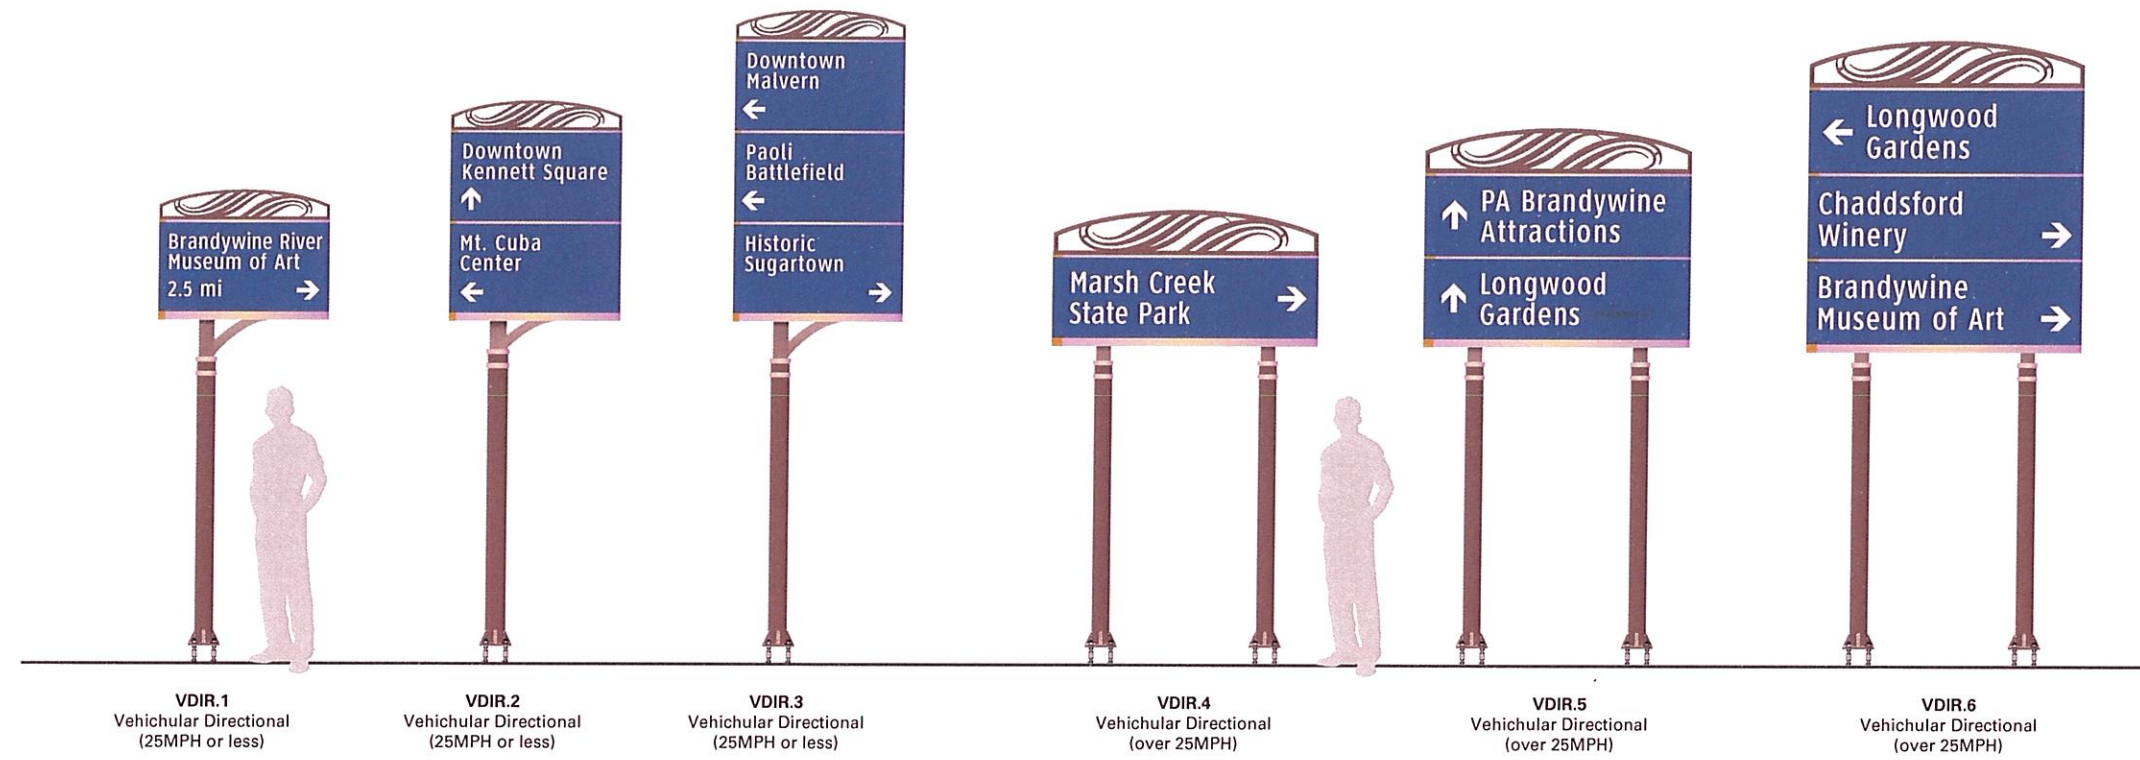 Brandywine River
Museum of Art
2.5 mi
Downtown
Kennett Square
Mt. Cuba
Center
Downtown
Malvern
Paoli
Battlefield
Historic
Sugartown
Marsh Creek
State Park
PA Brandywine
Attractions
Longwood
Gardens
Longwood
Gardens
Chaddsford
Winery
Brandywine
Museum of Art
VDIR.1
Vehichular Directional
(25MPH or less)
VDIR.2
Vehichular Directional
(25MPH or less)
VDIR.3
Vehichular Directional
(25MPH or less)
VDIR.4
Vehichular Directional
(over 25MPH)
VDIR.5
Vehichular Directional
(over 25MPH)
VDIR.6
Vehichular Directional
(over 25MPH)